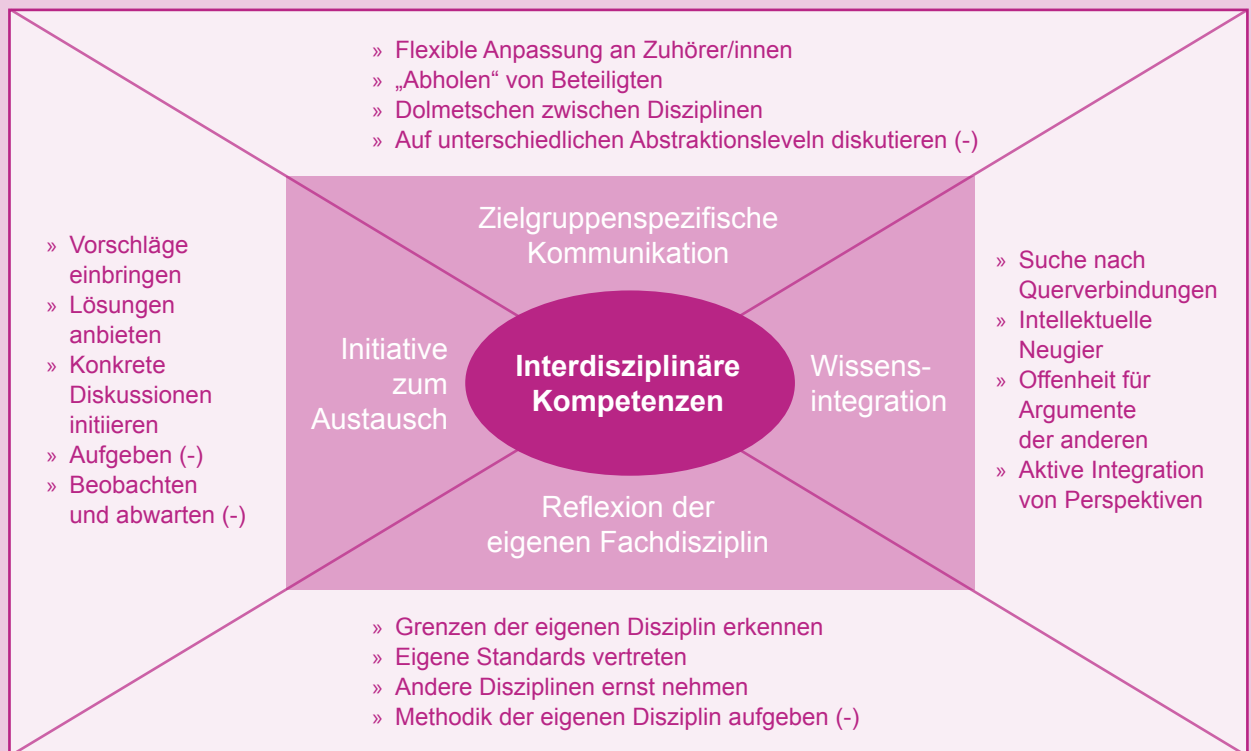 » Flexible Anpassung an Zuhörer/innen
» „Abholen“ von Beteiligten
» Dolmetschen zwischen Disziplinen
» Auf unterschiedlichen Abstraktionsleveln diskutieren (-)
Zielgruppenspezifische
Kommunikation
» Vorschläge
einbringen
» Lösungen
anbieten
» Konkrete
Diskussionen
initiieren
» Aufgeben (-)
» Beobachten
und abwarten (-)
Initiative
zum
Austausch
Interdisziplinäre
Kompetenzen
Wissens-
integration
» Suche nach
Querverbindungen
» Intellektuelle
Neugier
» Offenheit für
Argumente
der anderen
» Aktive Integration
von Perspektiven
Reflexion der
eigenen Fachdisziplin
» Grenzen der eigenen Disziplin erkennen
» Eigene Standards vertreten
» Andere Disziplinen ernst nehmen
» Methodik der eigenen Disziplin aufgeben (-)